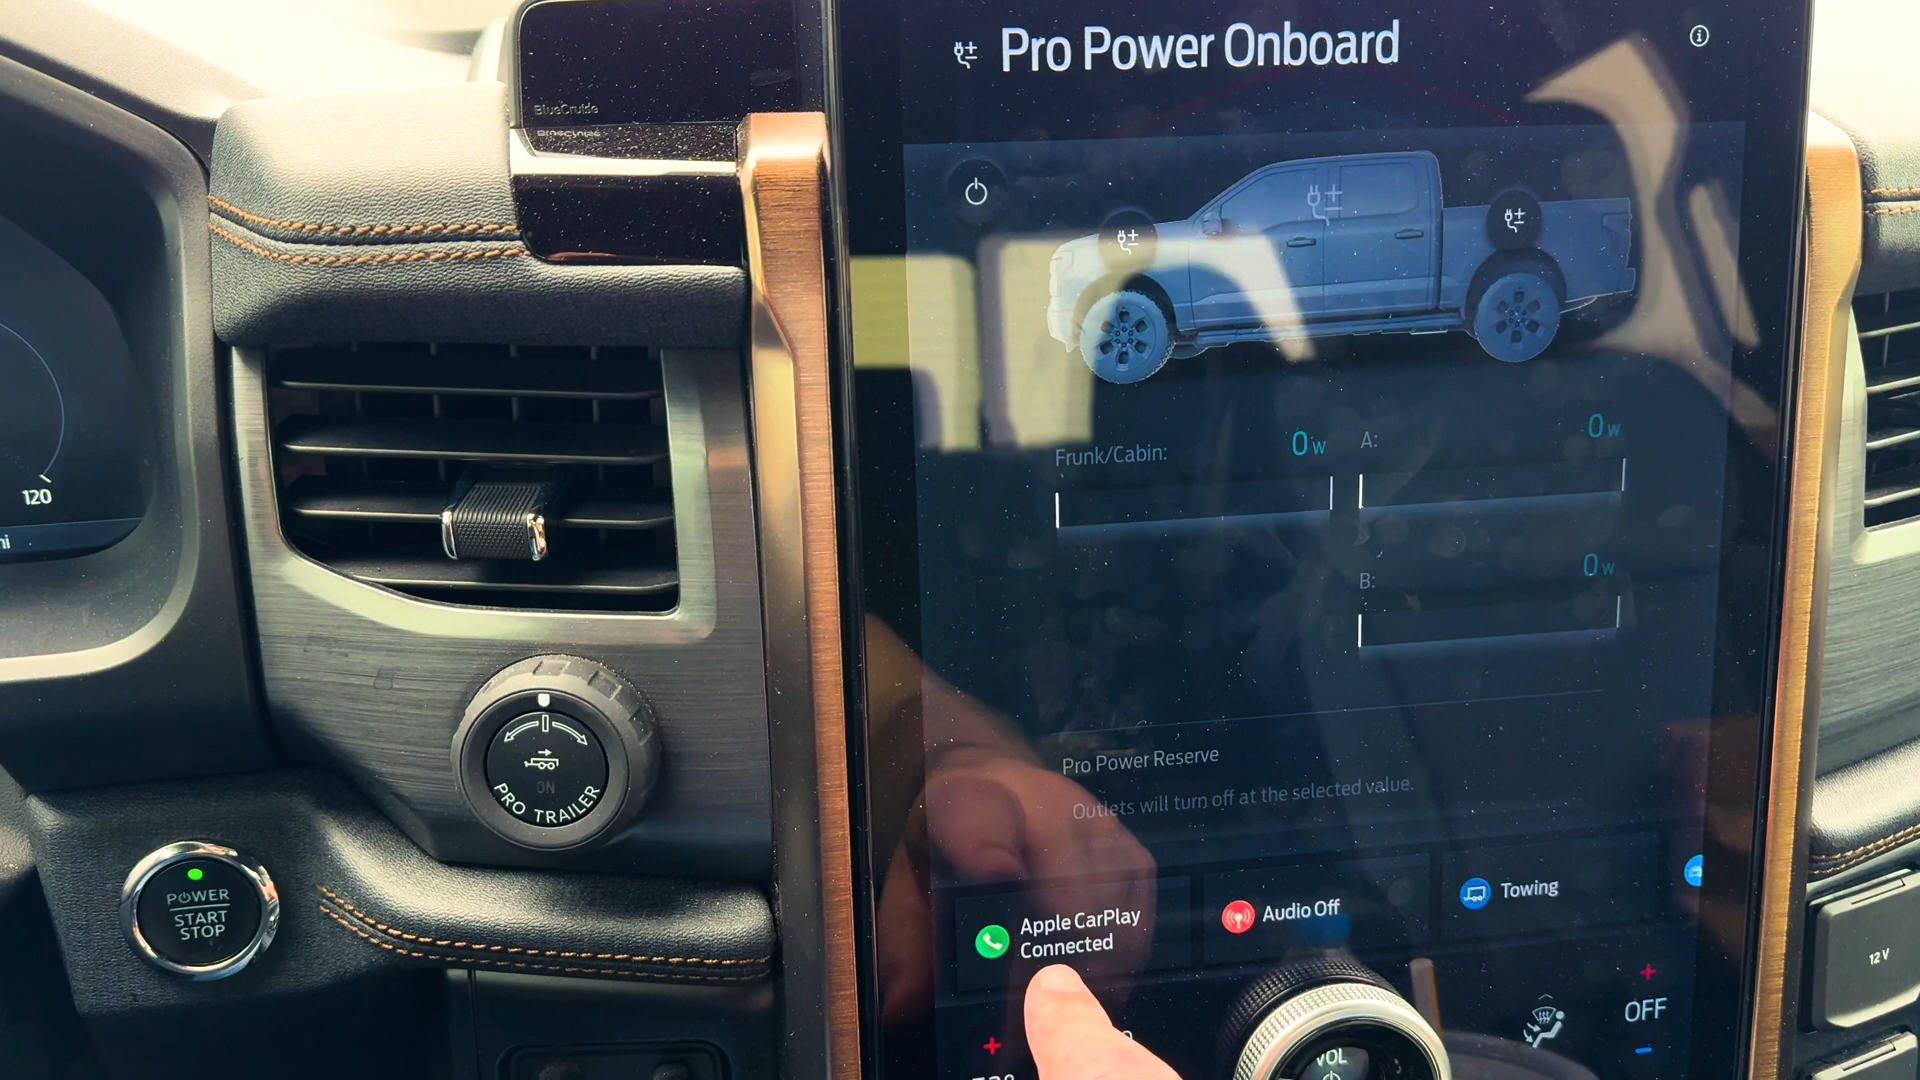 Pro Power Onboard
BlueCruise
Frunk/Cabin:
0 w
A:
0 w
B:
0 w
120
mi
Pro Power Reserve
Outlets will turn off at the selected value.
ON
PRO TRAILER
POWER
START
STOP
Apple CarPlay
Connected
Audio Off
Towing
12 V
OFF
VOL